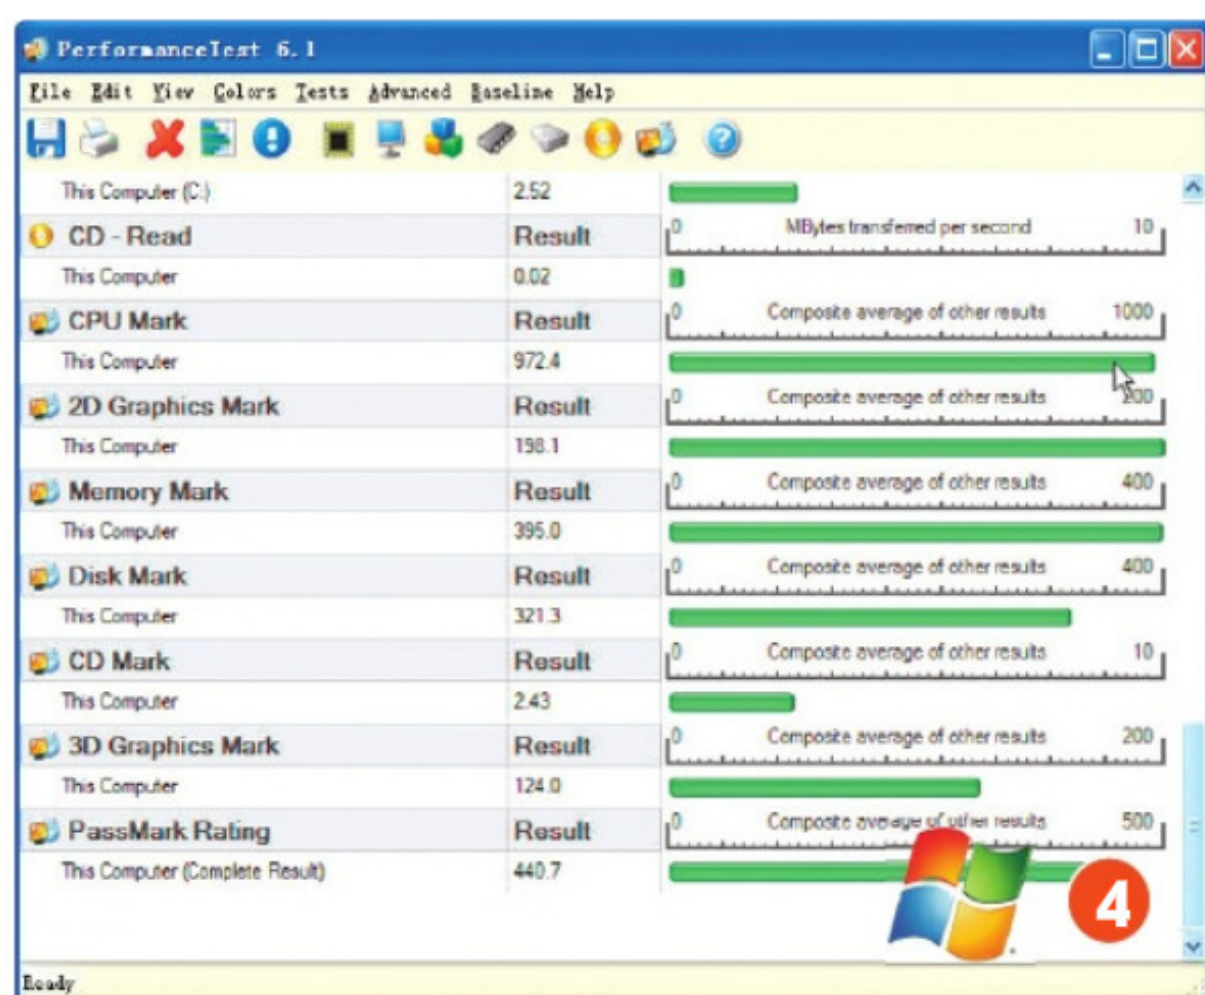 PerformanceTest 6.1
File Edit View Colors Tests Advanced Baseline Help
This Computer (C:) 2.52
CD - Read Result 0 MBytes transferred per second 10
This Computer 0.02
CPU Mark Result 0 Composite average of other results 1000
This Computer 972.4
2D Graphics Mark Result 0 Composite average of other results 200
This Computer 198.1
Memory Mark Result 0 Composite average of other results 400
This Computer 395.0
Disk Mark Result 0 Composite average of other results 400
This Computer 321.3
CD Mark Result 0 Composite average of other results 10
This Computer 2.43
3D Graphics Mark Result 0 Composite average of other results 200
This Computer 124.0
PassMark Rating Result 0 Composite average of other results 500
This Computer (Complete Result) 440.7
4
Ready